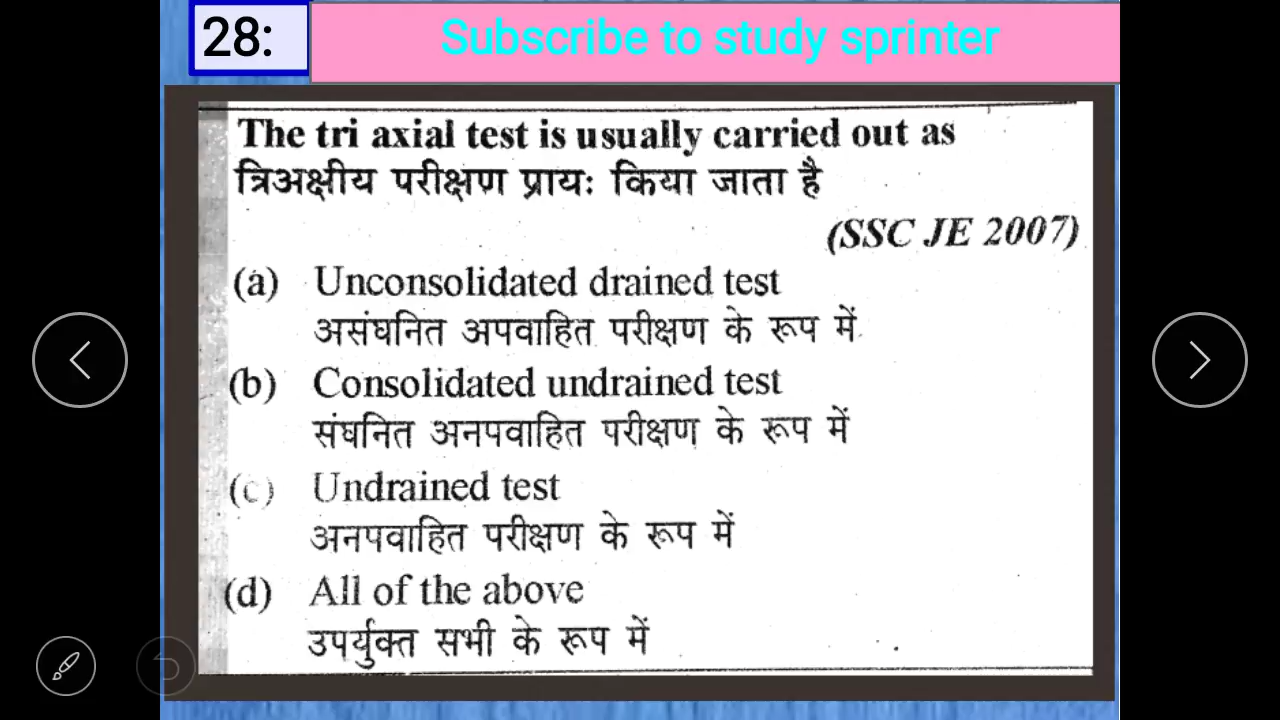 28:
Subscribe to study sprinter
The tri axial test is usually carried out as
त्रिअक्षीय परीक्षण प्रायः किया जाता है
(SSC JE 2007)
(a) Unconsolidated drained test
असंघनित अपवाहित परीक्षण के रूप में
(b) Consolidated undrained test
संघनित अनपवाहित परीक्षण के रूप में
(c) Undrained test
अनपवाहित परीक्षण के रूप में
(d) All of the above
उपर्युक्त सभी के रूप में